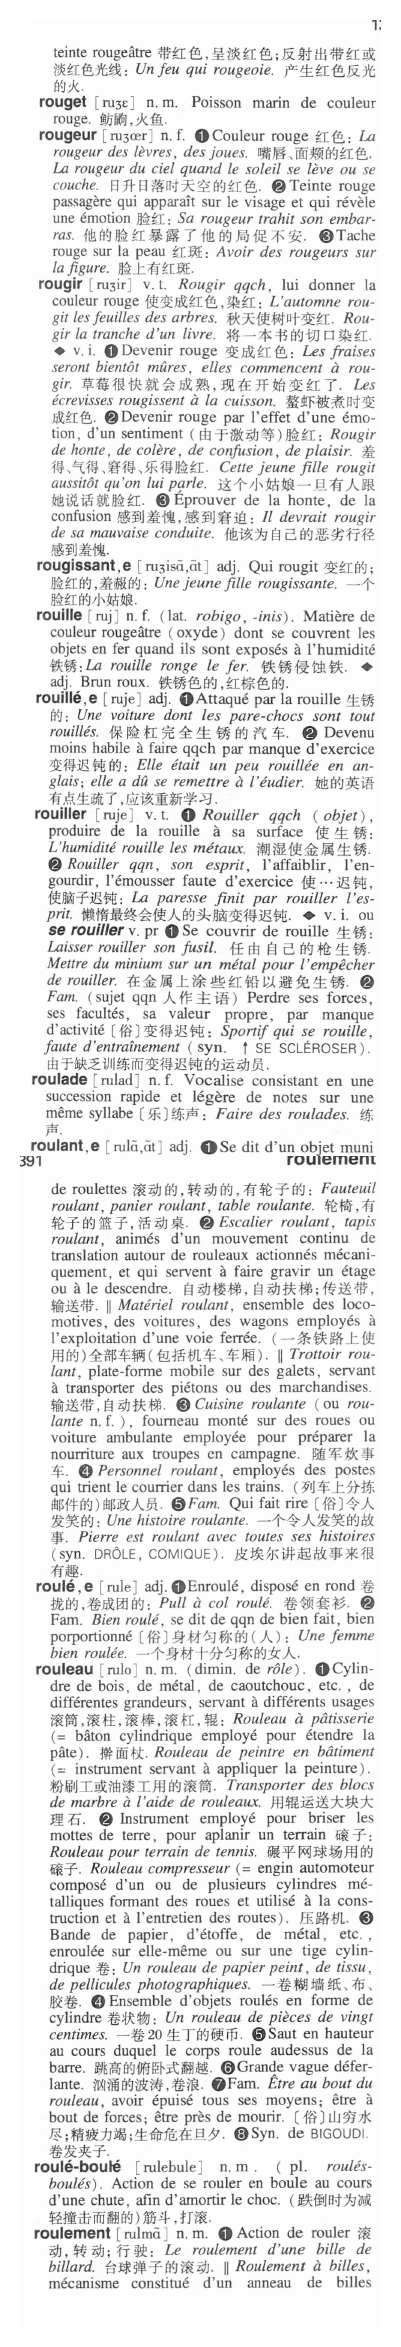 13
teinte rougeâtre 带红色,呈淡红色;反射出带红或
淡红色光线: Un feu qui rougeoie. 产生红色反光
的火.
rouget [ruʒɛ] n. m. Poisson marin de couleur
rouge. 鲂鮄,火鱼.
rougeur [ruʒœr] n. f. ❶Couleur rouge 红色: La
rougeur des lèvres, des joues. 嘴唇、面颊的红色.
La rougeur du ciel quand le soleil se lève ou se
couche. 日升日落时天空的红色. ❷Teinte rouge
passagère qui apparaît sur le visage et qui révèle
une émotion 脸红: Sa rougeur trahit son embar-
ras. 他的脸红暴露了他的局促不安. ❸Tache
rouge sur la peau 红斑: Avoir des rougeurs sur
la figure. 脸上有红斑.
rougir [ruʒir] v. t. Rougir qqch, lui donner la
couleur rouge 使变成红色,染红: L'automne rou-
git les feuilles des arbres. 秋天使树叶变红. Rou-
gir la tranche d'un livre. 将一本书的切口染红.
◆ v. i. ❶Devenir rouge 变成红色: Les fraises
seront bientôt mûres, elles commencent à rou-
gir. 草莓很快就会成熟,现在开始变红了. Les
écrevisses rougissent à la cuisson. 螯虾被煮时变
成红色. ❷Devenir rouge par l'effet d'une émo-
tion, d'un sentiment (由于激动等)脸红: Rougir
de honte, de colère, de confusion, de plaisir. 羞
得、气得、窘得、乐得脸红. Cette jeune fille rougit
aussitôt qu'on lui parle. 这个小姑娘一旦有人跟
她说话就脸红. ❸Éprouver de la honte, de la
confusion 感到羞愧,感到窘迫: Il devrait rougir
de sa mauvaise conduite. 他该为自己的恶劣行径
感到羞愧.
rougissant,e [ruʒisɑ̃,ɑ̃t] adj. Qui rougit 变红的;
脸红的,羞赧的: Une jeune fille rougissante. 一个
脸红的小姑娘.
rouille [ruj] n. f. (lat. robigo, -inis). Matière de
couleur rougeâtre (oxyde) dont se couvrent les
objets en fer quand ils sont exposés à l'humidité
铁锈:La rouille ronge le fer. 铁锈侵蚀铁. ◆
adj. Brun roux. 铁锈色的,红棕色的.
rouillé,e [ruje] adj. ❶Attaqué par la rouille 生锈
的: Une voiture dont les pare-chocs sont tout
rouillés. 保险杠完全生锈的汽车. ❷ Devenu
moins habile à faire qqch par manque d'exercice
变得迟钝的: Elle était un peu rouillée en an-
glais; elle a dû se remettre à l'éudier. 她的英语
有点生疏了,应该重新学习.
rouiller [ruje] v. t. ❶ Rouiller qqch (objet),
produire de la rouille à sa surface 使生锈:
L'humidité rouille les métaux. 潮湿使金属生锈.
❷ Rouiller qqn, son esprit, l'affaiblir, l'en-
gourdir, l'émousser faute d'exercice 使…迟钝,
使脑子迟钝: La paresse finit par rouiller l'es-
prit. 懒惰最终会使人的头脑变得迟钝. ◆ v. i. ou
se rouiller v. pr ❶Se couvrir de rouille 生锈:
Laisser rouiller son fusil. 任由自己的枪生锈.
Mettre du minium sur un métal pour l'empêcher
de rouiller. 在金属上涂些红铅以避免生锈. ❷
Fam. (sujet qqn 人作主语) Perdre ses forces,
ses facultés, sa valeur propre, par manque
d'activité〔俗〕变得迟钝: Sportif qui se rouille,
faute d'entraînement (syn. ↑ SE SCLÉROSER).
由于缺乏训练而变得迟钝的运动员.
roulade [rulad] n. f. Vocalise consistant en une
succession rapide et légère de notes sur une
même syllabe〔乐〕练声: Faire des roulades. 练
声.
roulant,e [rulɑ̃,ɑ̃t] adj. ❶Se dit d'un objet muni
391 roulement
de roulettes 滚动的,转动的,有轮子的: Fauteuil
roulant, panier roulant, table roulante. 轮椅,有
轮子的篮子,活动桌. ❷Escalier roulant, tapis
roulant, animés d'un mouvement continu de
translation autour de rouleaux actionnés mécani-
quement, et qui servent à faire gravir un étage
ou à le descendre. 自动楼梯,自动扶梯;传送带,
输送带. ‖ Matériel roulant, ensemble des loco-
motives, des voitures, des wagons employés à
l'exploitation d'une voie ferrée. (一条铁路上使
用的)全部车辆(包括机车、车厢). ‖ Trottoir rou-
lant, plate-forme mobile sur des galets, servant
à transporter des piétons ou des marchandises.
输送带,自动扶梯. ❸Cuisine roulante (ou rou-
lante n. f.), fourneau monté sur des roues ou
voiture ambulante employée pour préparer la
nourriture aux troupes en campagne. 随军炊事
车. ❹Personnel roulant, employés des postes
qui trient le courrier dans les trains. (列车上分拣
邮件的)邮政人员. ❺Fam. Qui fait rire〔俗〕令人
发笑的: Une histoire roulante. 一个令人发笑的故
事. Pierre est roulant avec toutes ses histoires
(syn. DRÔLE, COMIQUE). 皮埃尔讲起故事来很
有趣.
roulé,e [rule] adj. ❶Enroulé, disposé en rond 卷
拢的,卷成团的: Pull à col roulé. 卷领套衫. ❷
Fam. Bien roulé, se dit de qqn de bien fait, bien
porportionné〔俗〕身材匀称的(人): Une femme
bien roulée. 一个身材十分匀称的女人.
rouleau [rulo] n. m. (dimin. de rôle). ❶Cylin-
dre de bois, de métal, de caoutchouc, etc., de
différentes grandeurs, servant à différents usages
滚筒,滚柱,滚棒,滚杠,辊: Rouleau à pâtisserie
(= bâton cylindrique employé pour étendre la
pâte). 擀面杖. Rouleau de peintre en bâtiment
(= instrument servant à appliquer la peinture).
粉刷工或油漆工用的滚筒. Transporter des blocs
de marbre à l'aide de rouleaux. 用辊运送大块大
理石. ❷ Instrument employé pour briser les
mottes de terre, pour aplanir un terrain 磙子:
Rouleau pour terrain de tennis. 碾平网球场用的
磙子. Rouleau compresseur (= engin automoteur
composé d'un ou de plusieurs cylindres mé-
talliques formant des roues et utilisé à la cons-
truction et à l'entretien des routes). 压路机. ❸
Bande de papier, d'étoffe, de métal, etc.,
enroulée sur elle-même ou sur une tige cylin-
drique 卷: Un rouleau de papier peint, de tissu,
de pellicules photographiques. 一卷糊墙纸、布、
胶卷. ❹Ensemble d'objets roulés en forme de
cylindre 卷状物: Un rouleau de pièces de vingt
centimes. 一卷20生丁的硬币. ❺Saut en hauteur
au cours duquel le corps roule audessus de la
barre. 跳高的俯卧式翻越. ❻Grande vague défer-
lante. 汹涌的波涛,卷浪. ❼Fam. Être au bout du
rouleau, avoir épuisé tous ses moyens; être à
bout de forces; être près de mourir.〔俗〕山穷水
尽;精疲力竭;生命危在旦夕. ❽Syn. de BIGOUDI.
卷发夹子.
roulé-boulé [rulebule] n. m. (pl. roulés-
boulés). Action de se rouler en boule au cours
d'une chute, afin d'amortir le choc. (跌倒时为减
轻撞击而翻的)筋斗,打滚.
roulement [rulmɑ̃] n. m. ❶Action de rouler 滚
动,转动;行驶: Le roulement d'une bille de
billard. 台球弹子的滚动. ‖ Roulement à billes,
mécanisme constitué d'un anneau de billes